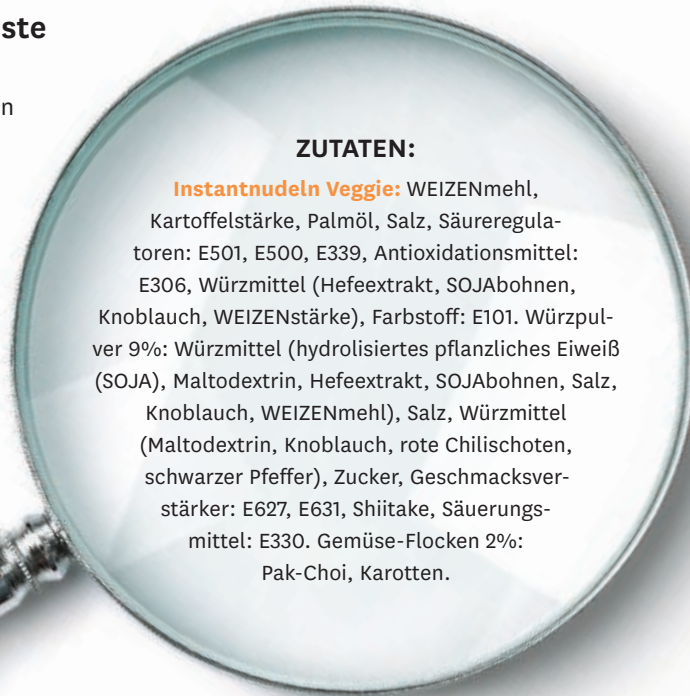 ste
n
ZUTATEN:
Instantnudeln Veggie: WEIZENmehl,
Kartoffelstärke, Palmöl, Salz, Säureregula-
toren: E501, E500, E339, Antioxidationsmittel:
E306, Würzmittel (Hefeextrakt, SOJAbohnen,
Knoblauch, WEIZENstärke), Farbstoff: E101. Würzpul-
ver 9%: Würzmittel (hydrolisiertes pflanzliches Eiweiß
(SOJA), Maltodextrin, Hefeextrakt, SOJAbohnen, Salz,
Knoblauch, WEIZENmehl), Salz, Würzmittel
(Maltodextrin, Knoblauch, rote Chilischoten,
schwarzer Pfeffer), Zucker, Geschmacksver-
stärker: E627, E631, Shiitake, Säuerungs-
mittel: E330. Gemüse-Flocken 2%:
Pak-Choi, Karotten.